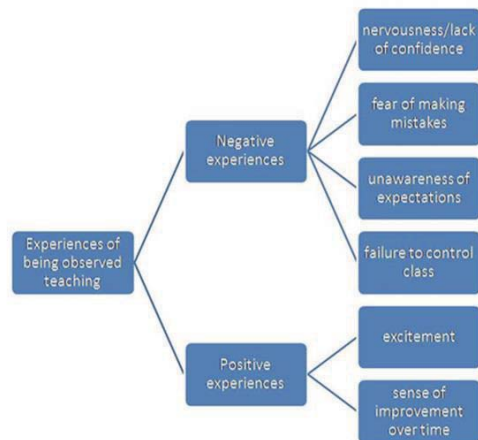 nervousness/lack
of confidence
fear of making
mistakes
Negative
experiences
unawareness of
expectations
Experiences of
being observed
teaching
failure to control
class
excitement
Positive
experiences
sense of
improvement
over time